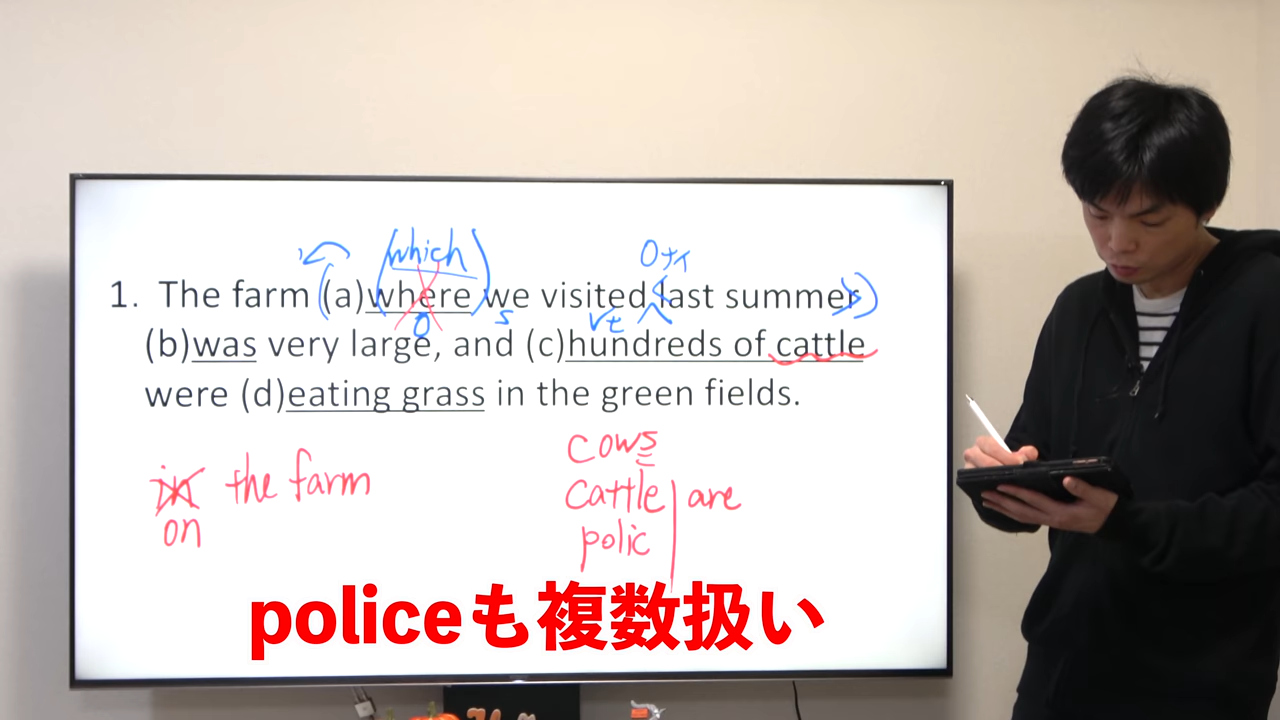 (which)
Oナイ
1. The farm (a)where we visited last summer
O S Vt
(b)was very large, and (c)hundreds of cattle
were (d)eating grass in the green fields.
in the farm
on
cows
cattle are
polic
policeも複数扱い